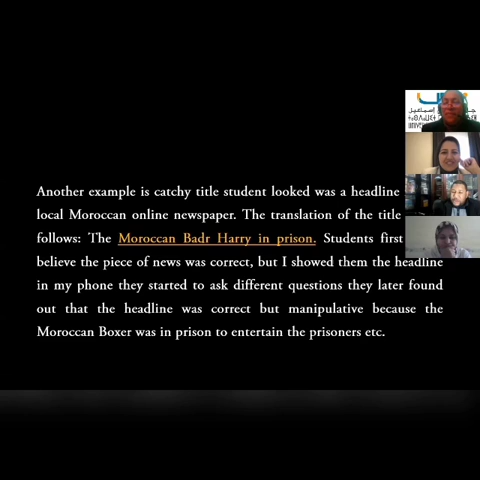 Another example is catchy title student looked was a headline
local Moroccan online newspaper. The translation of the title
follows: The Moroccan Badr Harry in prison. Students first
believe the piece of news was correct, but I showed them the headline
in my phone they started to ask different questions they later found
out that the headline was correct but manipulative because the
Moroccan Boxer was in prison to entertain the prisoners etc.